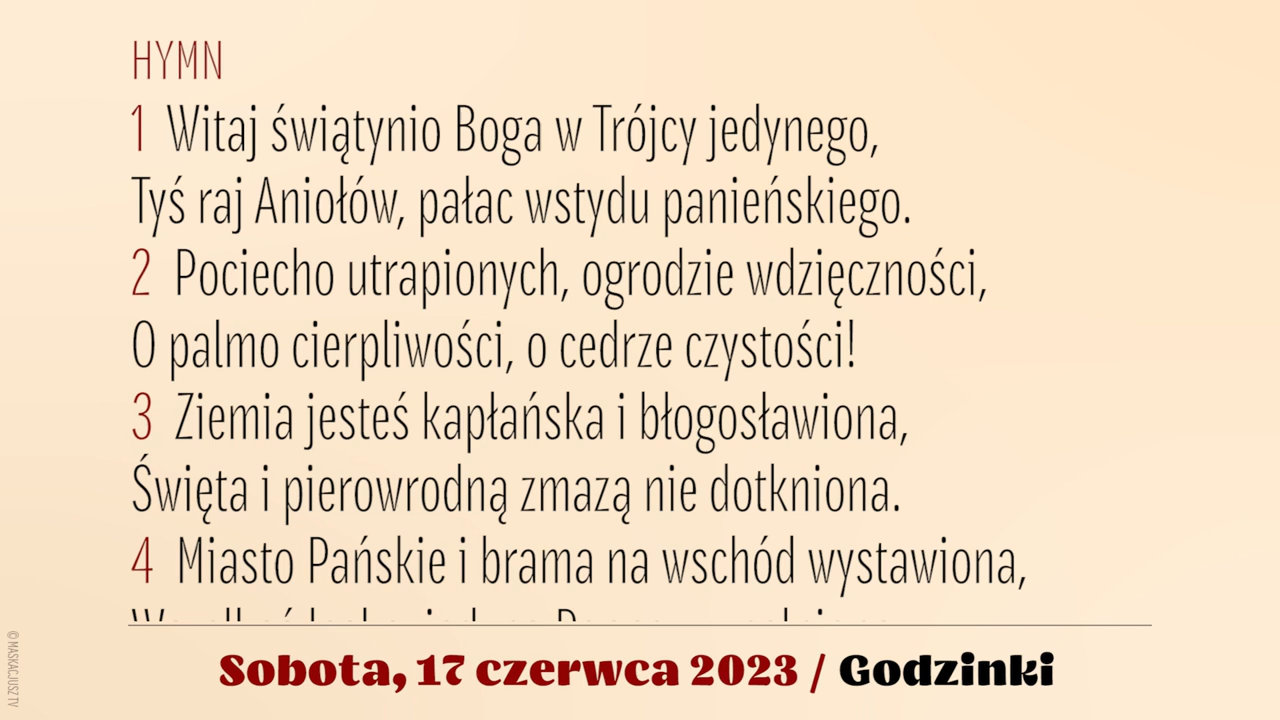 HYMN
1 Witaj świątynio Boga w Trójcy jedynego,
Tyś raj Aniołów, pałac wstydu panieńskiego.
2 Pociecho utrapionych, ogrodzie wdzięczności,
O palmo cierpliwości, o cedrze czystości!
3 Ziemia jesteś kapłańska i błogosławiona,
Święta i pierowrodną zmazą nie dotkniona.
4 Miasto Pańskie i brama na wschód wystawiona,
Sobota, 17 czerwca 2023 / Godzinki
© MASKACJUSZ TV